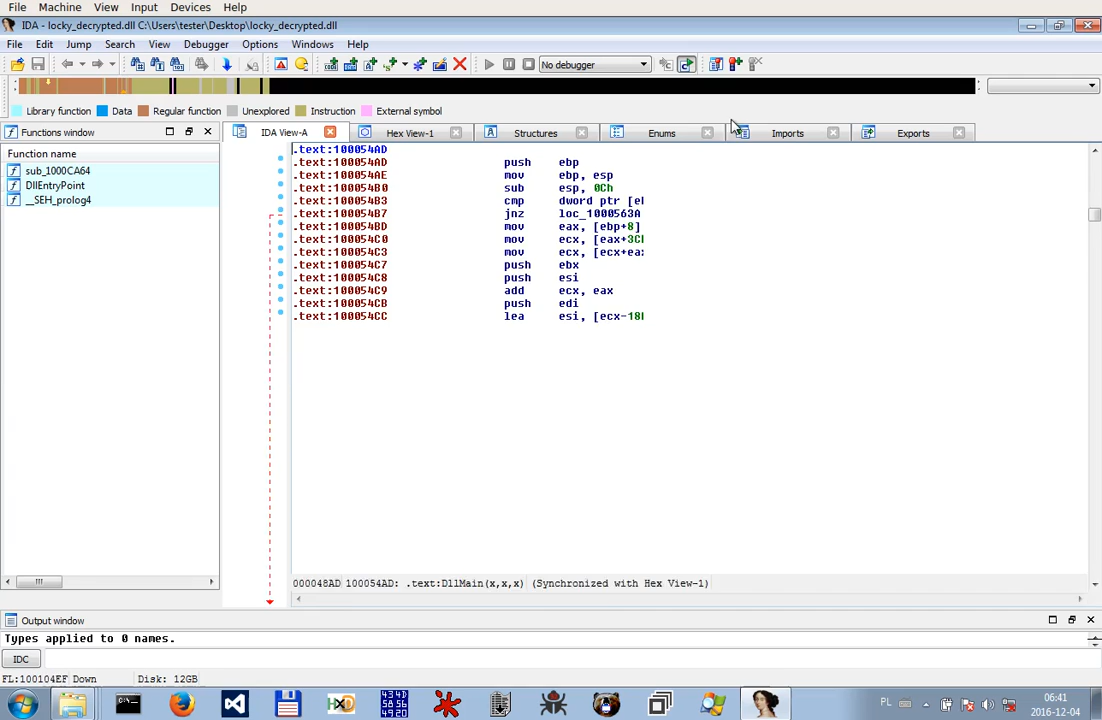 File Machine View Input Devices Help
IDA - locky_decrypted.dll C:\Users\tester\Desktop\locky_decrypted.dll
File Edit Jump Search View Debugger Options Windows Help
No debugger
Library function Data Regular function Unexplored Instruction External symbol
Functions window IDA View-A Hex View-1 Structures Enums Imports Exports
Function name
sub_1000CA64
DllEntryPoint
__SEH_prolog4
.text:100054AD
.text:100054AD push ebp
.text:100054AE mov ebp, esp
.text:100054B0 sub esp, 0Ch
.text:100054B3 cmp dword ptr [e
.text:100054B7 jnz loc_1000563A
.text:100054BD mov eax, [ebp+8]
.text:100054C0 mov ecx, [eax+3C
.text:100054C3 mov ecx, [ecx+ea
.text:100054C7 push ebx
.text:100054C8 push esi
.text:100054C9 add ecx, eax
.text:100054CB push edi
.text:100054CC lea esi, [ecx-18
000048AD 100054AD: .text:DllMain(x,x,x) (Synchronized with Hex View-1)
Output window
Types applied to 0 names.
IDC
FL:100104EF Down Disk: 12GB
434D
5856
4920
PL
06:41
2016-12-04